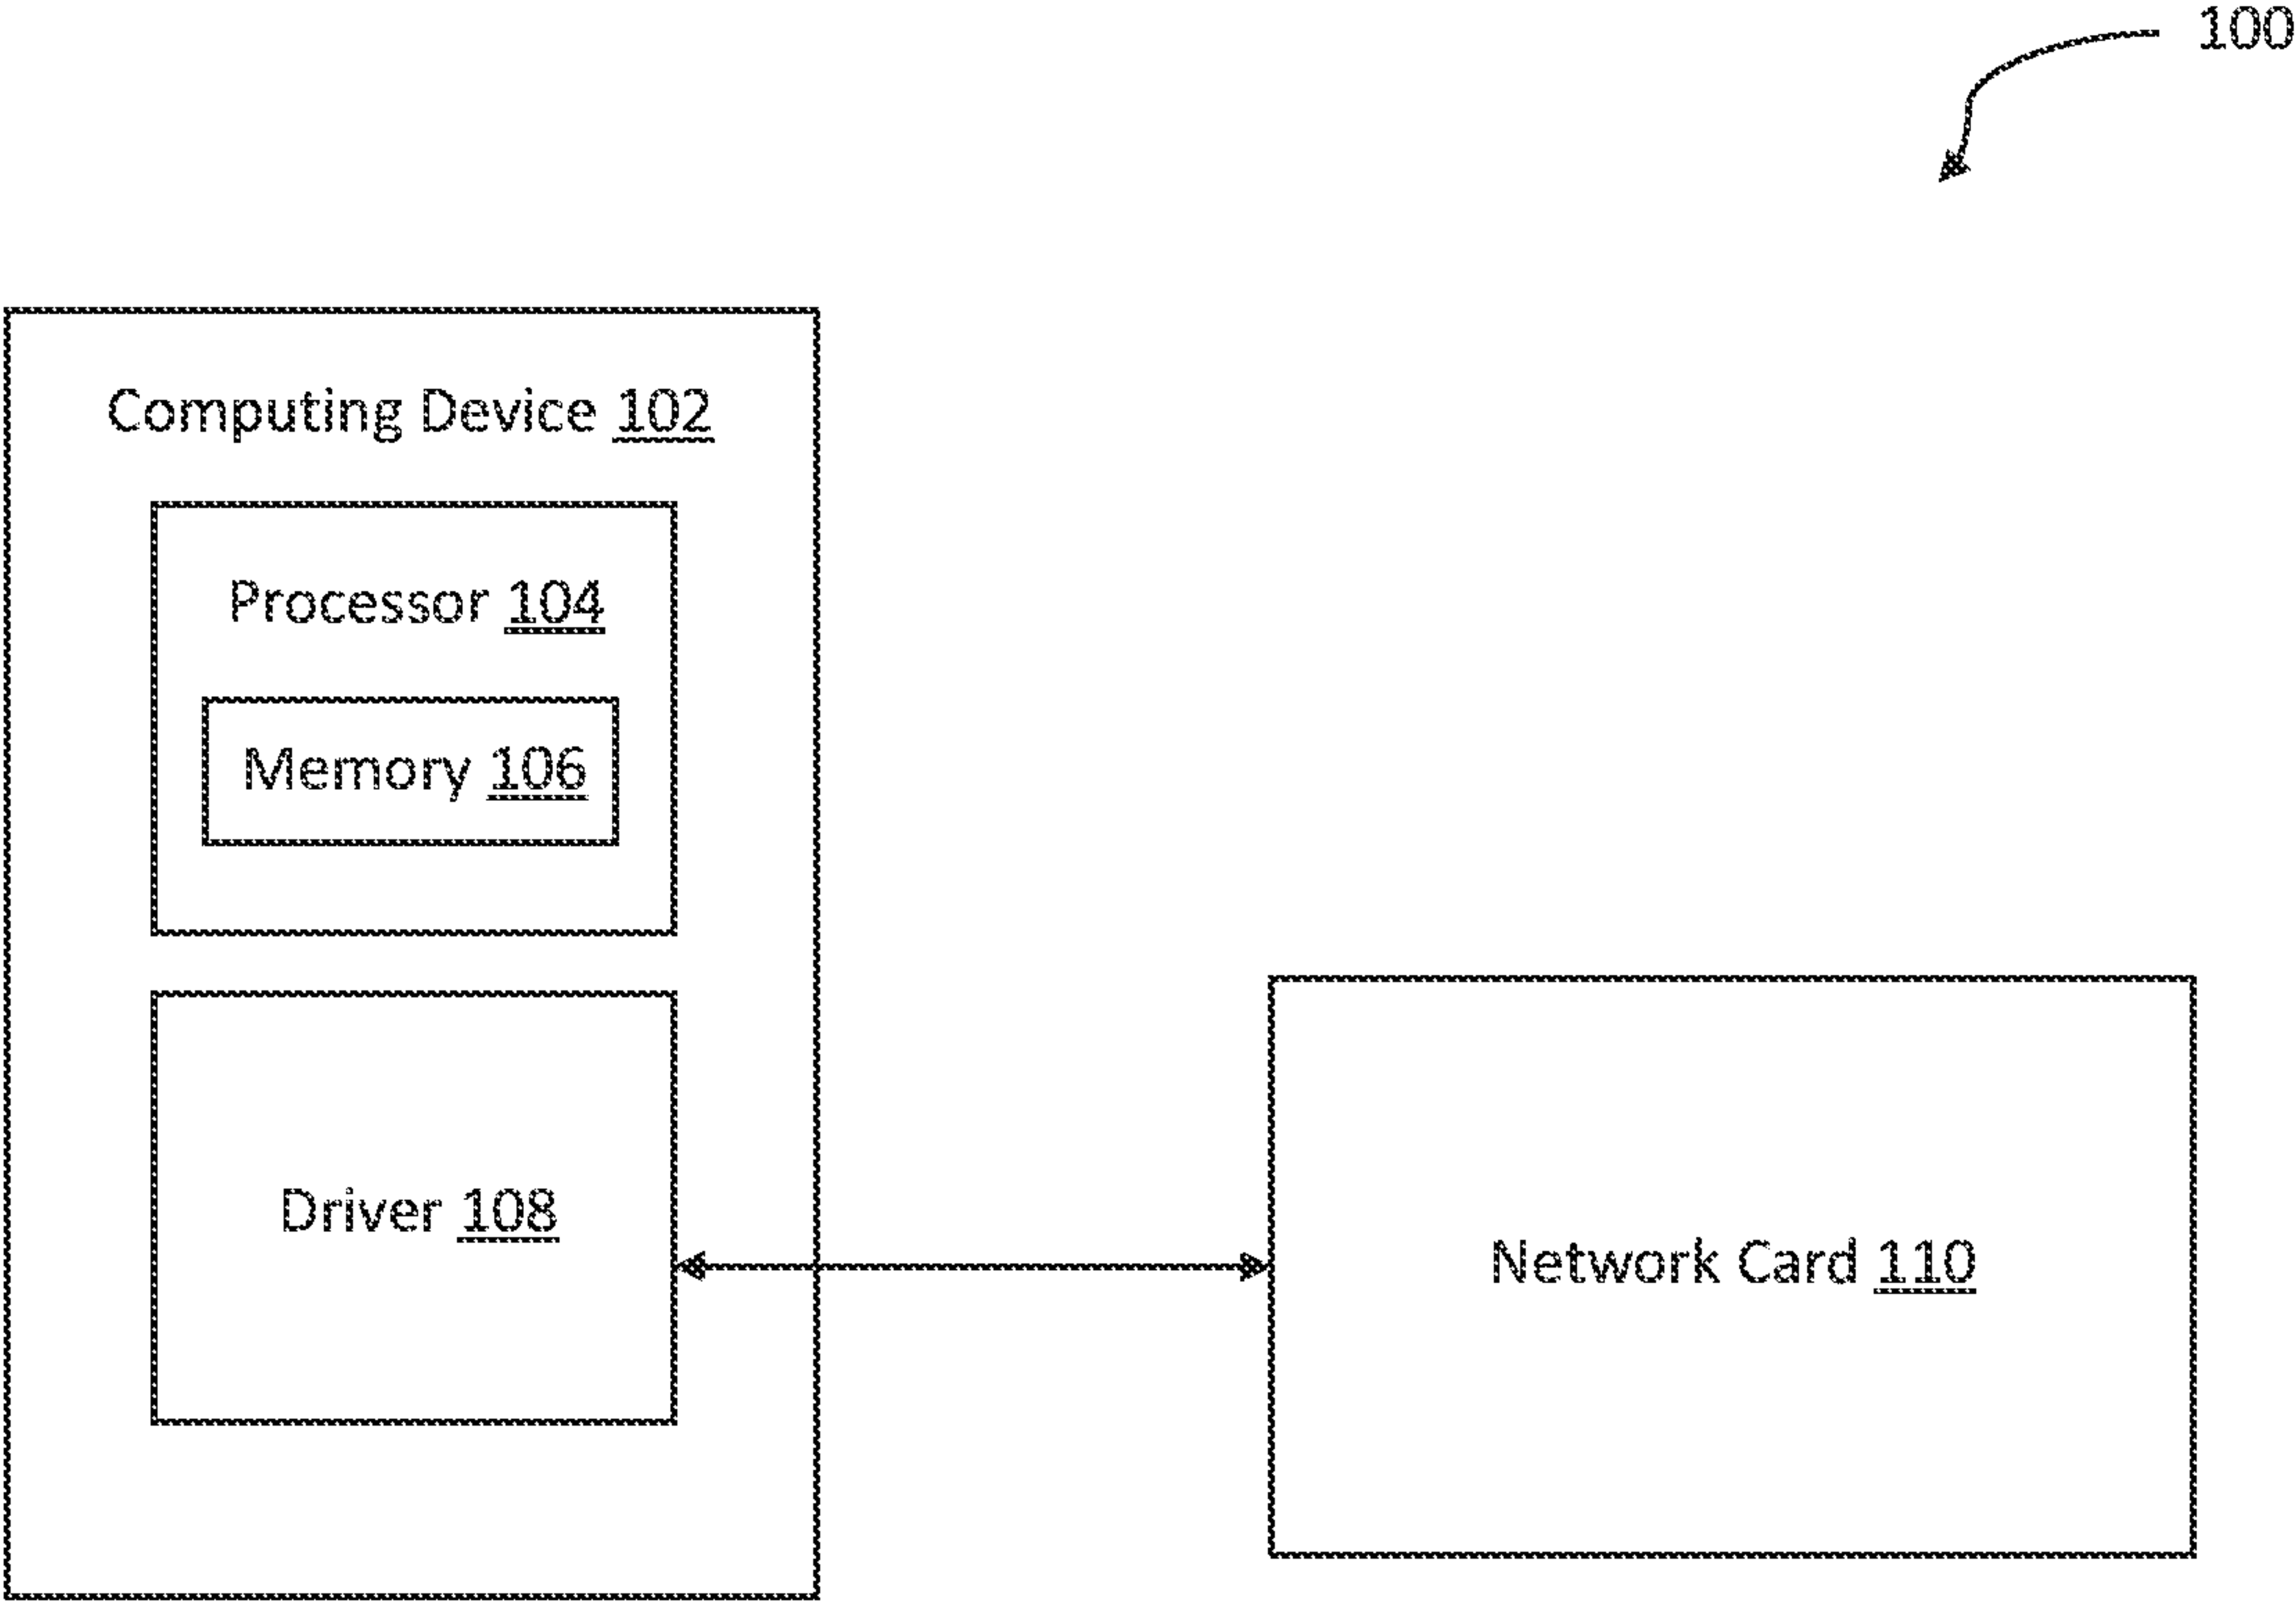 100
Computing Device 102
Processor 104
Memory 106
Driver 108
Network Card 110